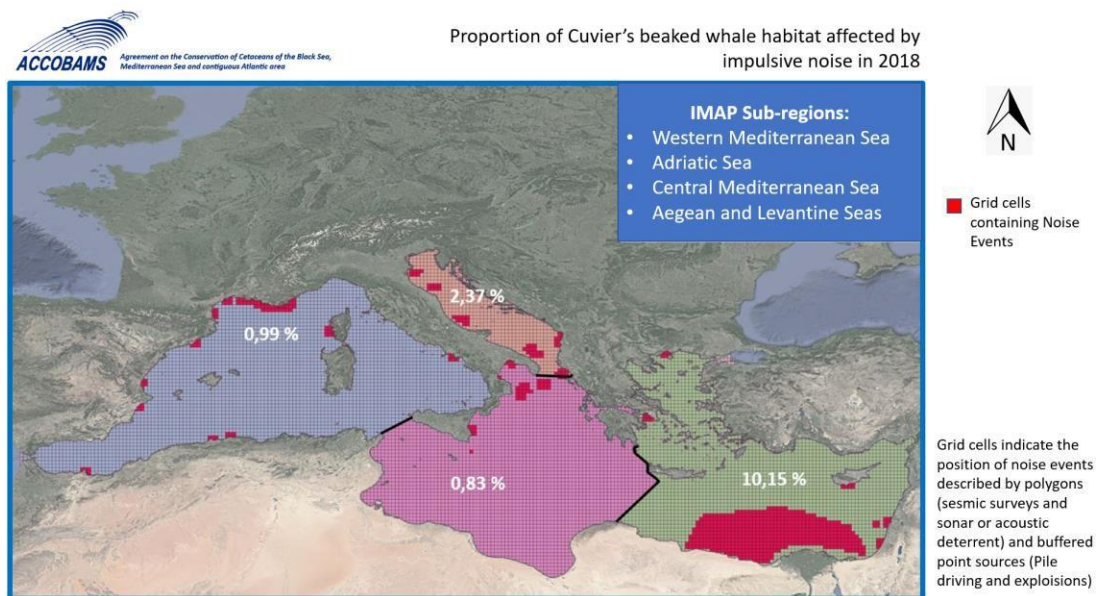 ACCOBAMS
Agreement on the Conservation of Cetaceans of the Black Sea,
Mediterranean Sea and contiguous Atlantic area
Proportion of Cuvier's beaked whale habitat affected by
impulsive noise in 2018
IMAP Sub-regions:
• Western Mediterranean Sea
• Adriatic Sea
• Central Mediterranean Sea
• Aegean and Levantine Seas
N
Grid cells
containing Noise
Events
2,37 %
0,99 %
0,83 %
10,15 %
Grid cells indicate the
position of noise events
described by polygons
(sesmic surveys and
sonar or acoustic
deterrent) and buffered
point sources (Pile
driving and exploisions)